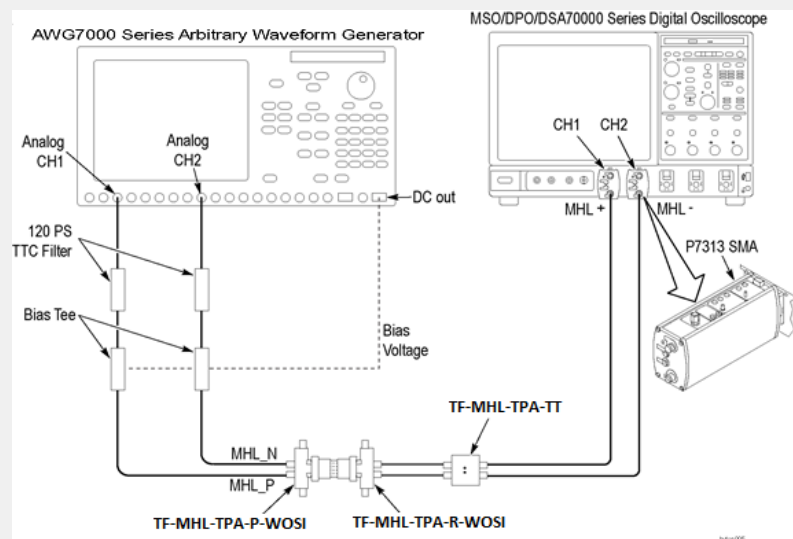 MSO/DPO/DSA70000 Series Digital Oscilloscope
AWG7000 Series Arbitrary Waveform Generator
Analog
CH1
Analog
CH2
CH1
CH2
DC out
MHL +
MHL -
P7313 SMA
120 PS
TTC Filter
Bias Tee
Bias
Voltage
TF-MHL-TPA-TT
MHL_N
MHL_P
TF-MHL-TPA-P-WOSI
TF-MHL-TPA-R-WOSI